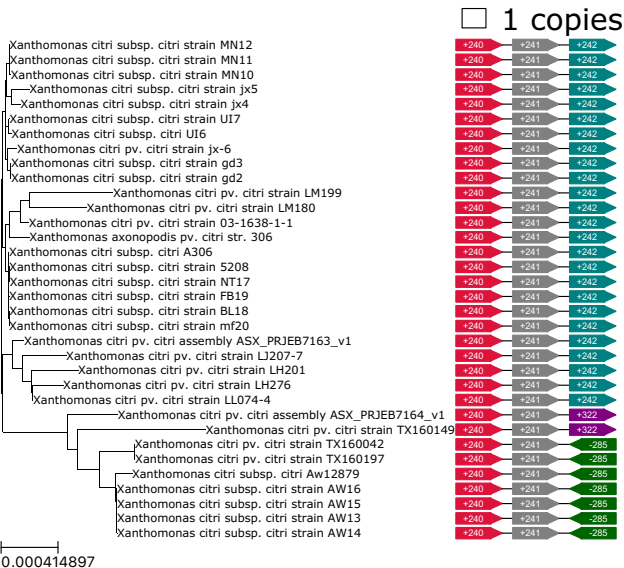 1 copies
Xanthomonas citri subsp. citri strain MN12 +240 +241 +242
Xanthomonas citri subsp. citri strain MN11 +240 +241 +242
Xanthomonas citri subsp. citri strain MN10 +240 +241 +242
Xanthomonas citri subsp. citri strain jx5 +240 +241 +242
Xanthomonas citri subsp. citri strain jx4 +240 +241 +242
Xanthomonas citri subsp. citri strain UI7 +240 +241 +242
Xanthomonas citri subsp. citri UI6 +240 +241 +242
Xanthomonas citri pv. citri strain jx-6 +240 +241 +242
Xanthomonas citri subsp. citri strain gd3 +240 +241 +242
Xanthomonas citri subsp. citri strain gd2 +240 +241 +242
Xanthomonas citri pv. citri strain LM199 +240 +241 +242
Xanthomonas citri pv. citri strain LM180 +240 +241 +242
Xanthomonas citri pv. citri strain 03-1638-1-1 +240 +241 +242
Xanthomonas axonopodis pv. citri str. 306 +240 +241 +242
Xanthomonas citri subsp. citri A306 +240 +241 +242
Xanthomonas citri subsp. citri strain 5208 +240 +241 +242
Xanthomonas citri subsp. citri strain NT17 +240 +241 +242
Xanthomonas citri subsp. citri strain FB19 +240 +241 +242
Xanthomonas citri subsp. citri strain BL18 +240 +241 +242
Xanthomonas citri subsp. citri strain mf20 +240 +241 +242
Xanthomonas citri pv. citri assembly ASX_PRJEB7163_v1 +240 +241 +242
Xanthomonas citri pv. citri strain LJ207-7 +240 +241 +242
Xanthomonas citri pv. citri strain LH201 +240 +241 +242
Xanthomonas citri pv. citri strain LH276 +240 +241 +242
Xanthomonas citri pv. citri strain LL074-4 +240 +241 +242
Xanthomonas citri pv. citri assembly ASX_PRJEB7164_v1 +240 +241 +322
Xanthomonas citri pv. citri strain TX160149 +240 +241 +322
Xanthomonas citri pv. citri strain TX160042 +240 +241 -285
Xanthomonas citri pv. citri strain TX160197 +240 +241 -285
Xanthomonas citri subsp. citri Aw12879 +240 +241 -285
Xanthomonas citri subsp. citri strain AW16 +240 +241 -285
Xanthomonas citri subsp. citri strain AW15 +240 +241 -285
Xanthomonas citri subsp. citri strain AW13 +240 +241 -285
Xanthomonas citri subsp. citri strain AW14 +240 +241 -285
0.000414897